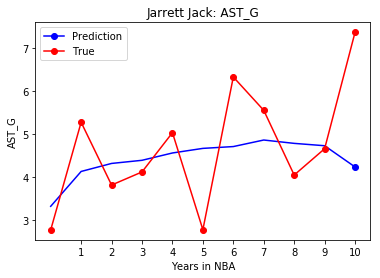 Jarrett Jack: AST_G
Prediction
True
AST_G
7
6
5
4
3
1 2 3 4 5 6 7 8 9 10
Years in NBA